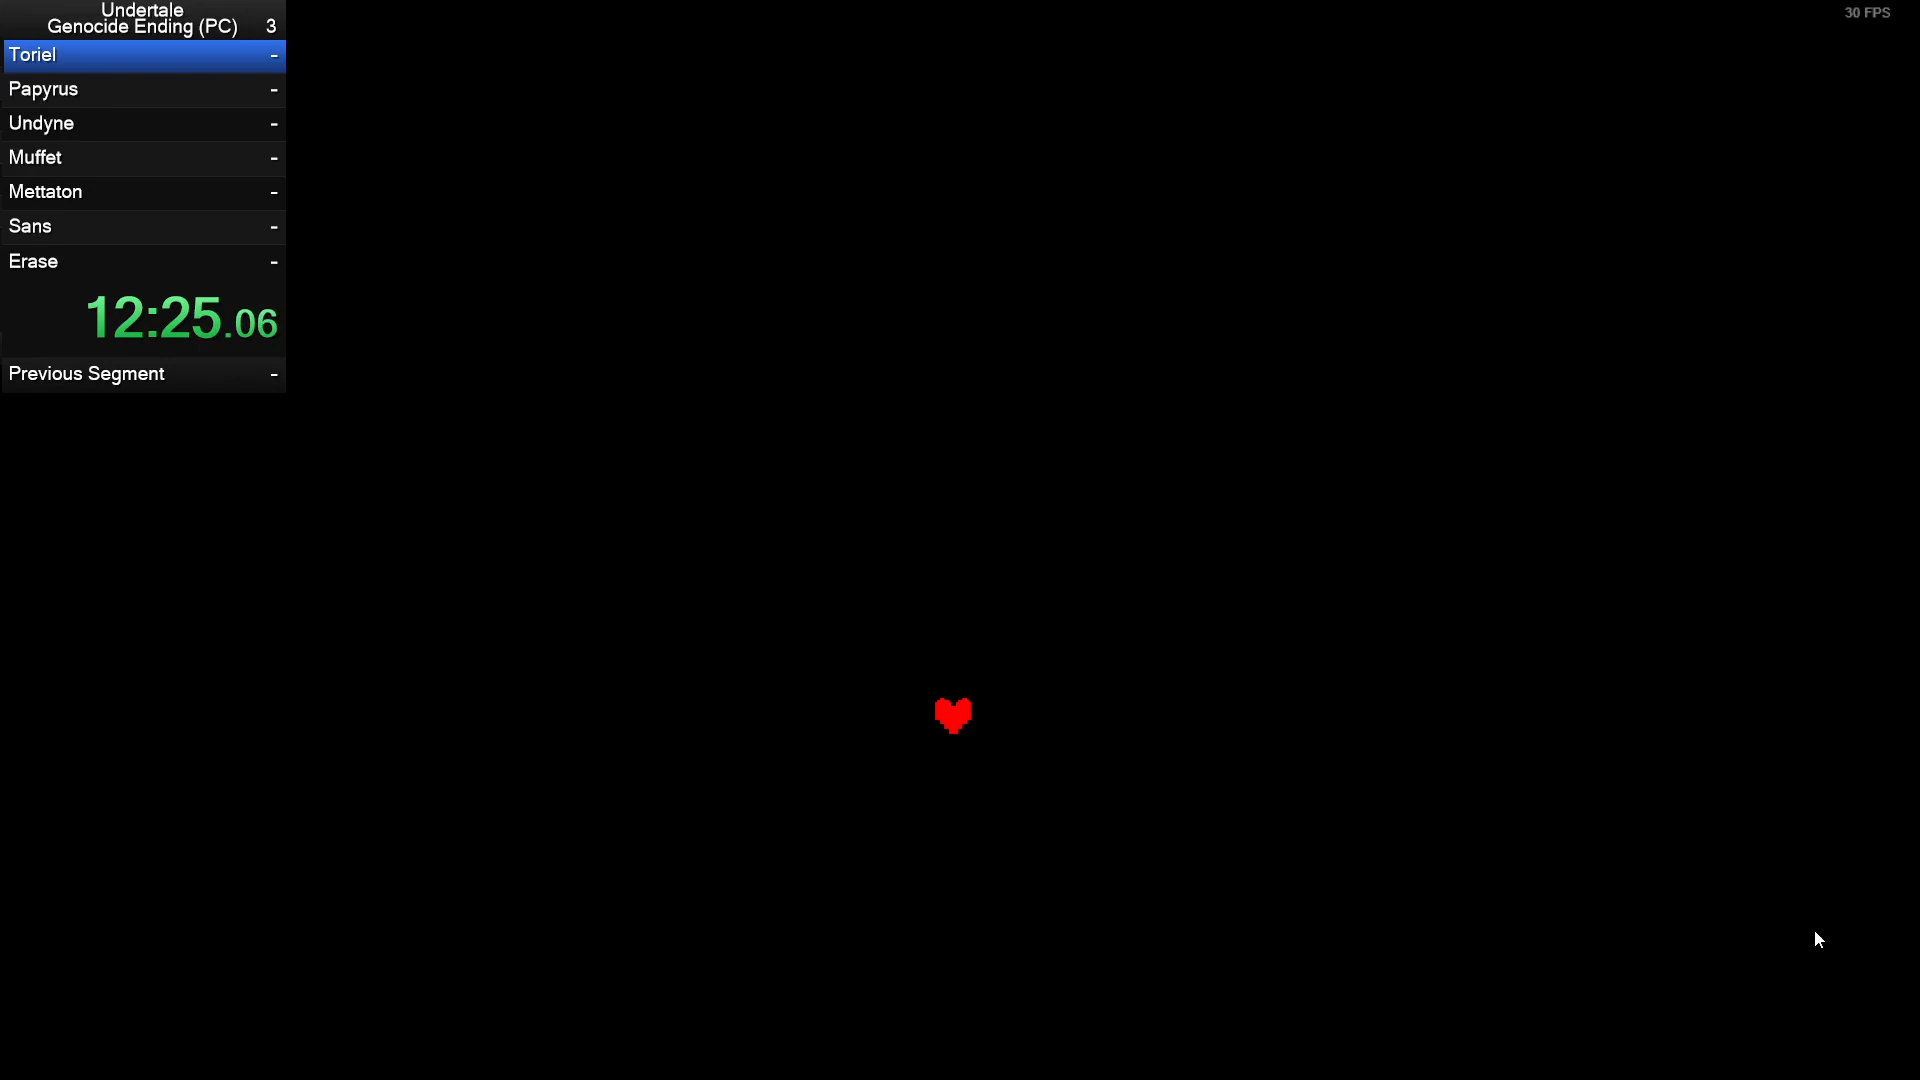 Undertale
Genocide Ending (PC) 3
30 FPS
Toriel -
Papyrus -
Undyne -
Muffet -
Mettaton -
Sans -
Erase -
12:25.06
Previous Segment -